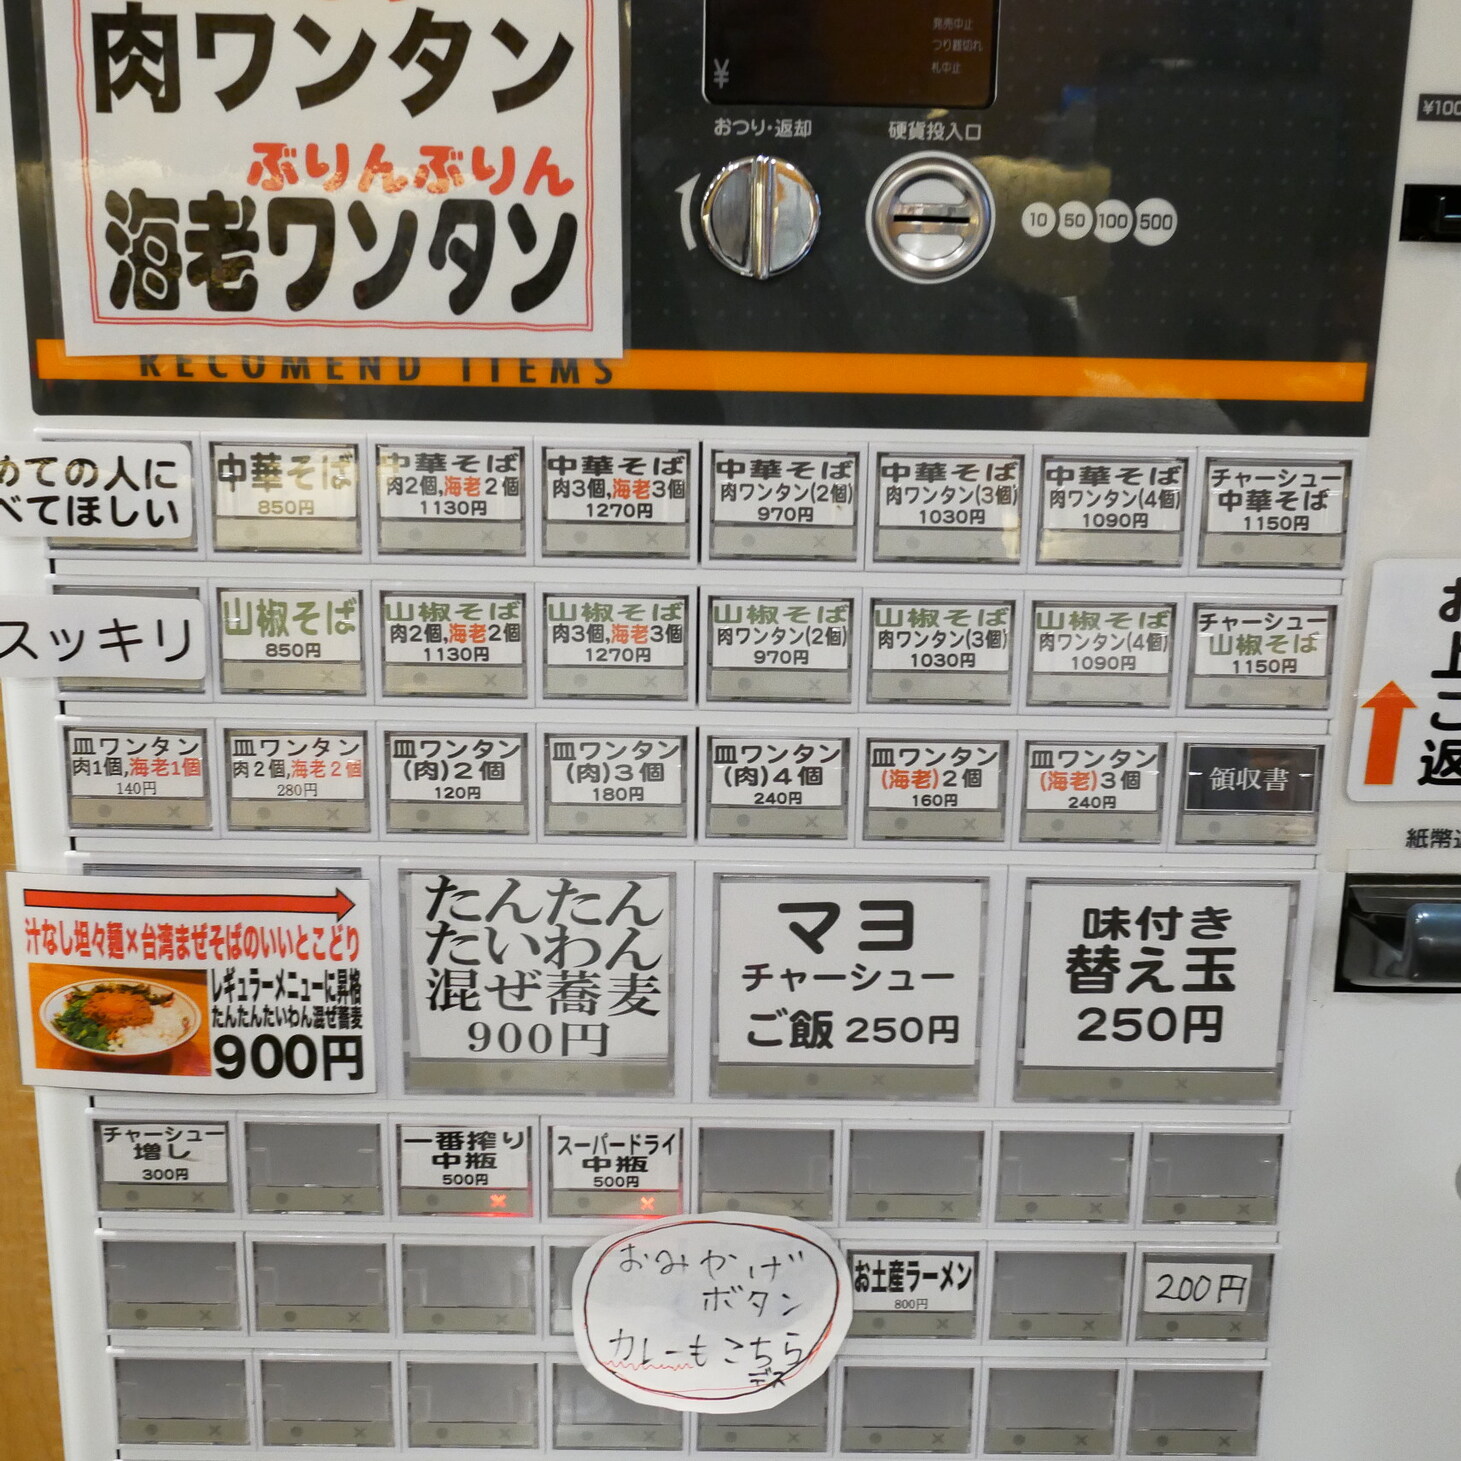 肉ワンタン
ぷりんぷりん
海老ワンタン
発売中止
つり銭切れ
札中止
¥
おつり・返却
硬貨投入口
10 50 100 500
¥100
RECOMEND ITEMS
めての人に
べてほしい
中華そば
850円
中華そば
肉2個,海老2個
1130円
中華そば
肉3個,海老3個
1270円
中華そば
肉ワンタン(2個)
970円
中華そば
肉ワンタン(3個)
1030円
中華そば
肉ワンタン(4個)
1090円
チャーシュー
中華そば
1150円
スッキリ
山椒そば
850円
山椒そば
肉2個,海老2個
1130円
山椒そば
肉3個,海老3個
1270円
山椒そば
肉ワンタン(2個)
970円
山椒そば
肉ワンタン(3個)
1030円
山椒そば
肉ワンタン(4個)
1090円
チャーシュー
山椒そば
1150円
皿ワンタン
肉1個,海老1個
140円
皿ワンタン
肉2個,海老2個
280円
皿ワンタン
(肉)2個
120円
皿ワンタン
(肉)3個
180円
皿ワンタン
(肉)4個
240円
皿ワンタン
(海老)2個
160円
皿ワンタン
(海老)3個
240円
領収書
上
返
紙幣
汁なし坦々麺×台湾まぜそばのいいとこどり
レギュラーメニューに昇格
たんたんたいわん混ぜ蕎麦
900円
たんたん
たいわん
混ぜ蕎麦
900円
マヨ
チャーシュー
ご飯 250円
味付き
替え玉
250円
チャーシュー
増し
300円
一番搾り
中瓶
500円
スーパードライ
中瓶
500円
おみかげ
ボタン
カレーもこちら
デス
お土産ラーメン
800円
200円